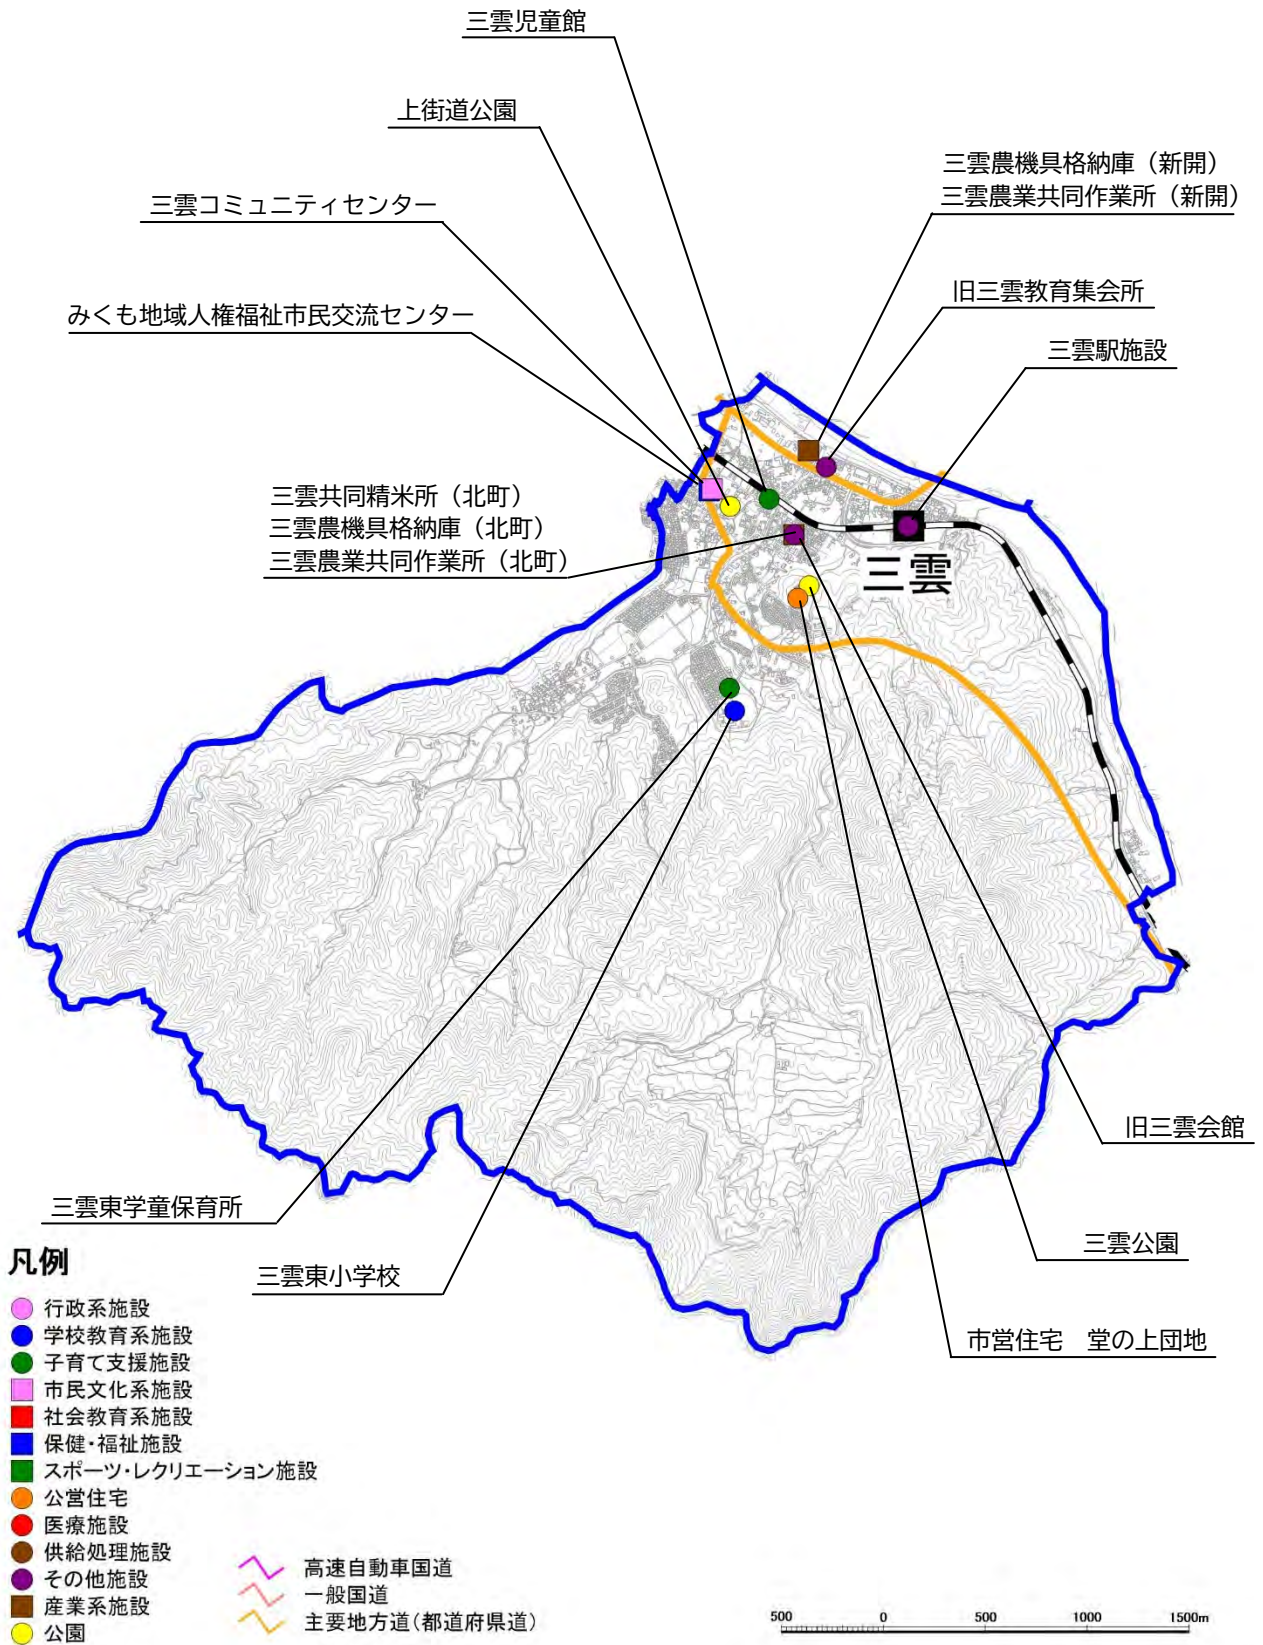 三雲児童館
上街道公園
三雲農機具格納庫（新開）
三雲農業共同作業所（新開）
三雲コミュニティセンター
旧三雲教育集会所
みくも地域人権福祉市民交流センター
三雲駅施設
三雲共同精米所（北町）
三雲農機具格納庫（北町）
三雲農業共同作業所（北町）
三雲
旧三雲会館
三雲東学童保育所
三雲公園
三雲東小学校
市営住宅　堂の上団地
凡例
行政系施設
学校教育系施設
子育て支援施設
市民文化系施設
社会教育系施設
保健・福祉施設
スポーツ・レクリエーション施設
公営住宅
医療施設
供給処理施設
その他施設
産業系施設
公園
高速自動車国道
一般国道
主要地方道（都道府県道）
500 0 500 1000 1500m